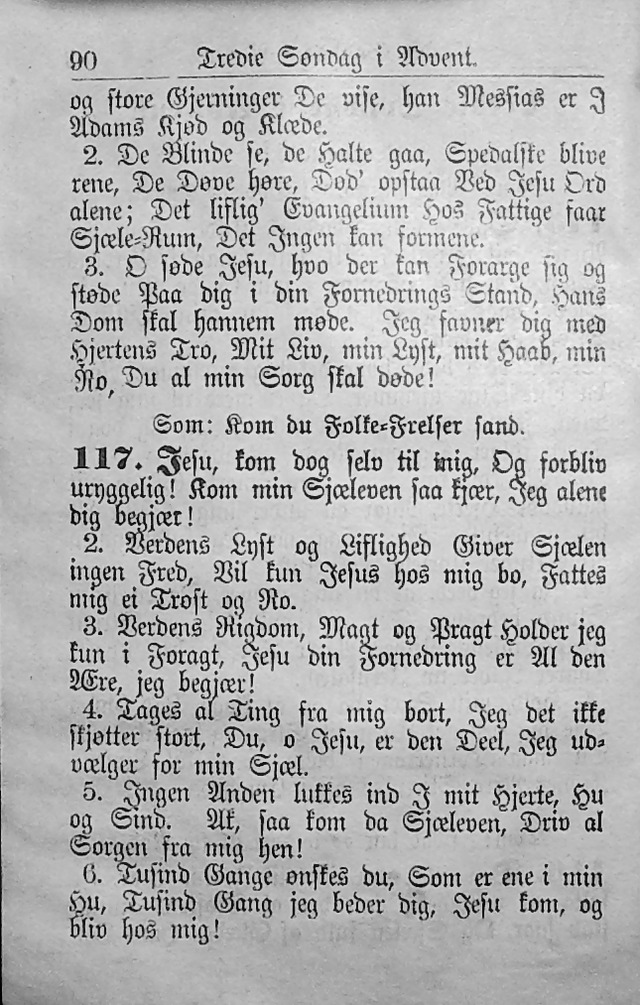 90 Tredie Søndag i Advent.
og store Gjerninger De vise, han Messias er J
Adams Kjød og Klæde.
2. De Blinde se, de Halte gaa, Spedalske blive
rene, De Døve høre, Død' opstaa Ved Jesu Ord
alene; Det liflig' Evangelium Hos Fattige faar
Sjæle-Rum, Det Ingen kan formene.
3. O søde Jesu, hvo der kan Forarge sig og
støde Paa dig i din Fornedrings Stand, Hans
Dom skal hannem møde. Jeg favner dig med
Hjertens Tro, Mit Liv, min Lyst, mit Haab, min
Ro, Du al min Sorg skal døde!
Som: Kom du Folke-Frelser sand.
117. Jesu, kom dog selv til mig, Og forbliv
uryggelig! Kom min Sjæleven saa kjær, Jeg alene
dig begjær!
2. Verdens Lyst og Liflighed Giver Sjælen
ingen Fred, Vil kun Jesus hos mig bo, Fattes
mig ei Trøst og Ro.
3. Verdens Rigdom, Magt og Pragt Holder jeg
kun i Foragt, Jesu din Fornedring er Al den
Ære, jeg begjær!
4. Tages al Ting fra mig bort, Jeg det ikke
skjøtter stort, Du, o Jesu, er den Deel, Jeg ud-
vælger for min Sjæl.
5. Ingen Anden lukkes ind J mit Hjerte, Hu
og Sind. Ak, saa kom da Sjæleven, Driv al
Sorgen fra mig hen!
6. Tusind Gange ønskes du, Som er ene i min
Hu, Tusind Gang jeg beder dig, Jesu kom, og
bliv hos mig!